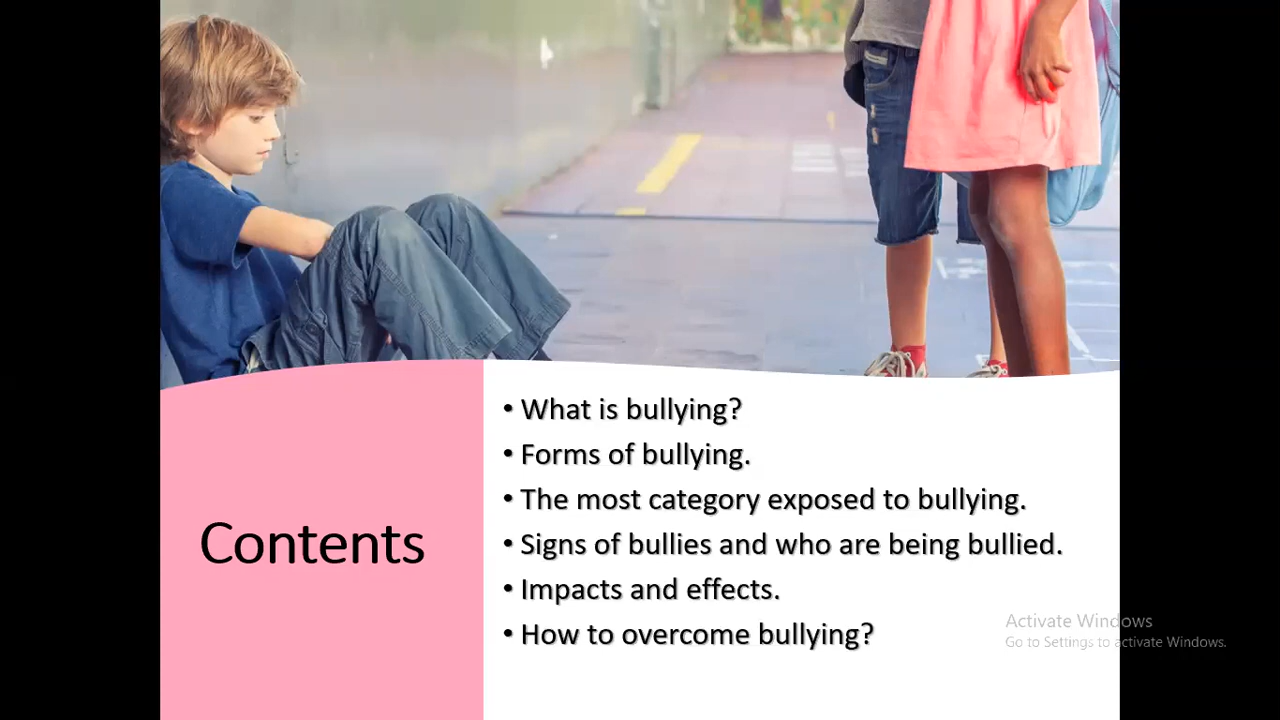 Contents
• What is bullying?
• Forms of bullying.
• The most category exposed to bullying.
• Signs of bullies and who are being bullied.
• Impacts and effects.
• How to overcome bullying?
Activate Windows
Go to Settings to activate Windows.